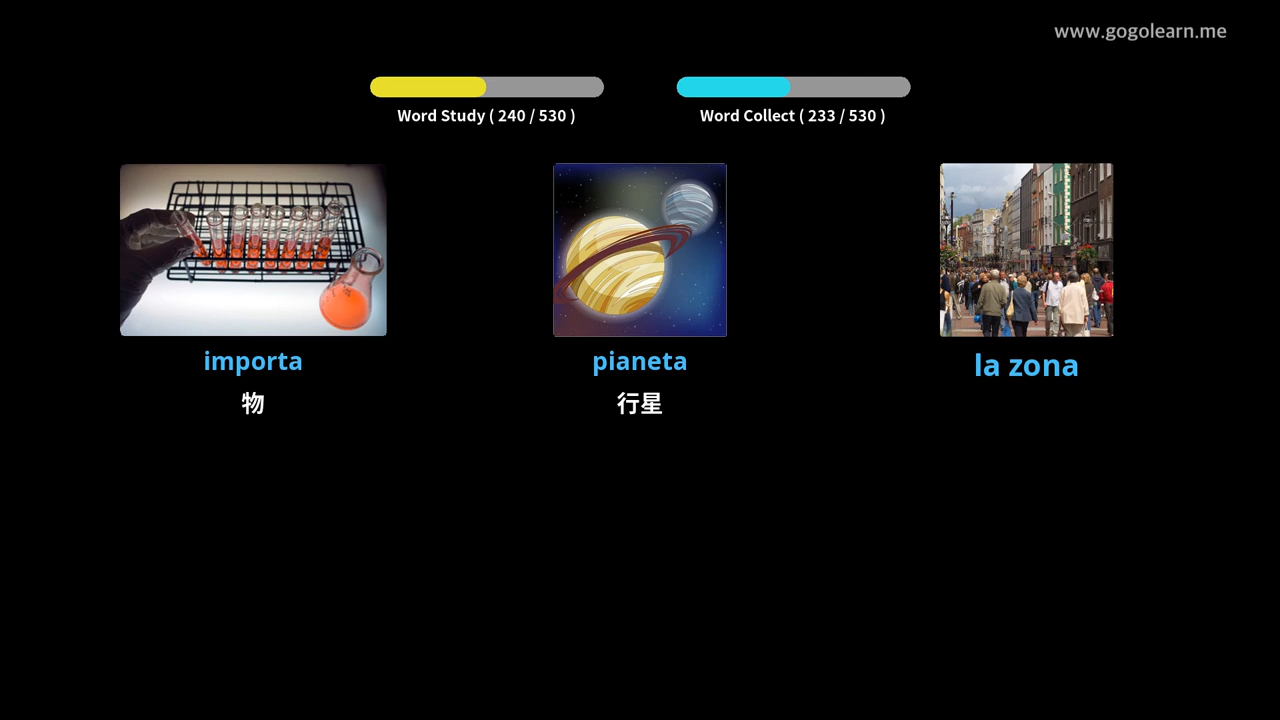 www.gogolearn.me
Word Study ( 240 / 530 )
Word Collect ( 233 / 530 )
importa
pianeta
la zona
物
行星